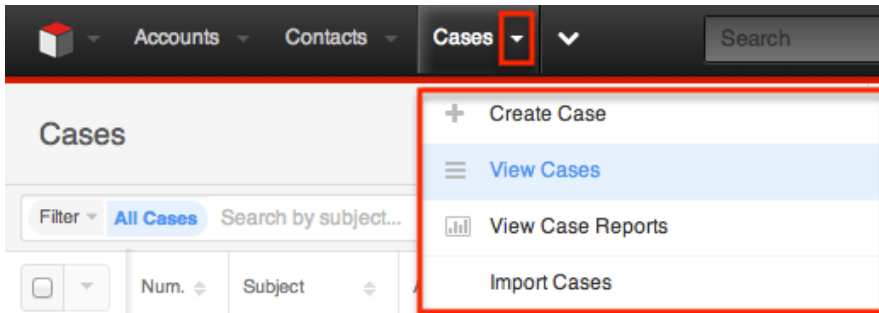 Accounts Contacts Cases Search
Cases
Create Case
View Cases
Filter All Cases Search by subject...
View Case Reports
Num. Subject
Import Cases